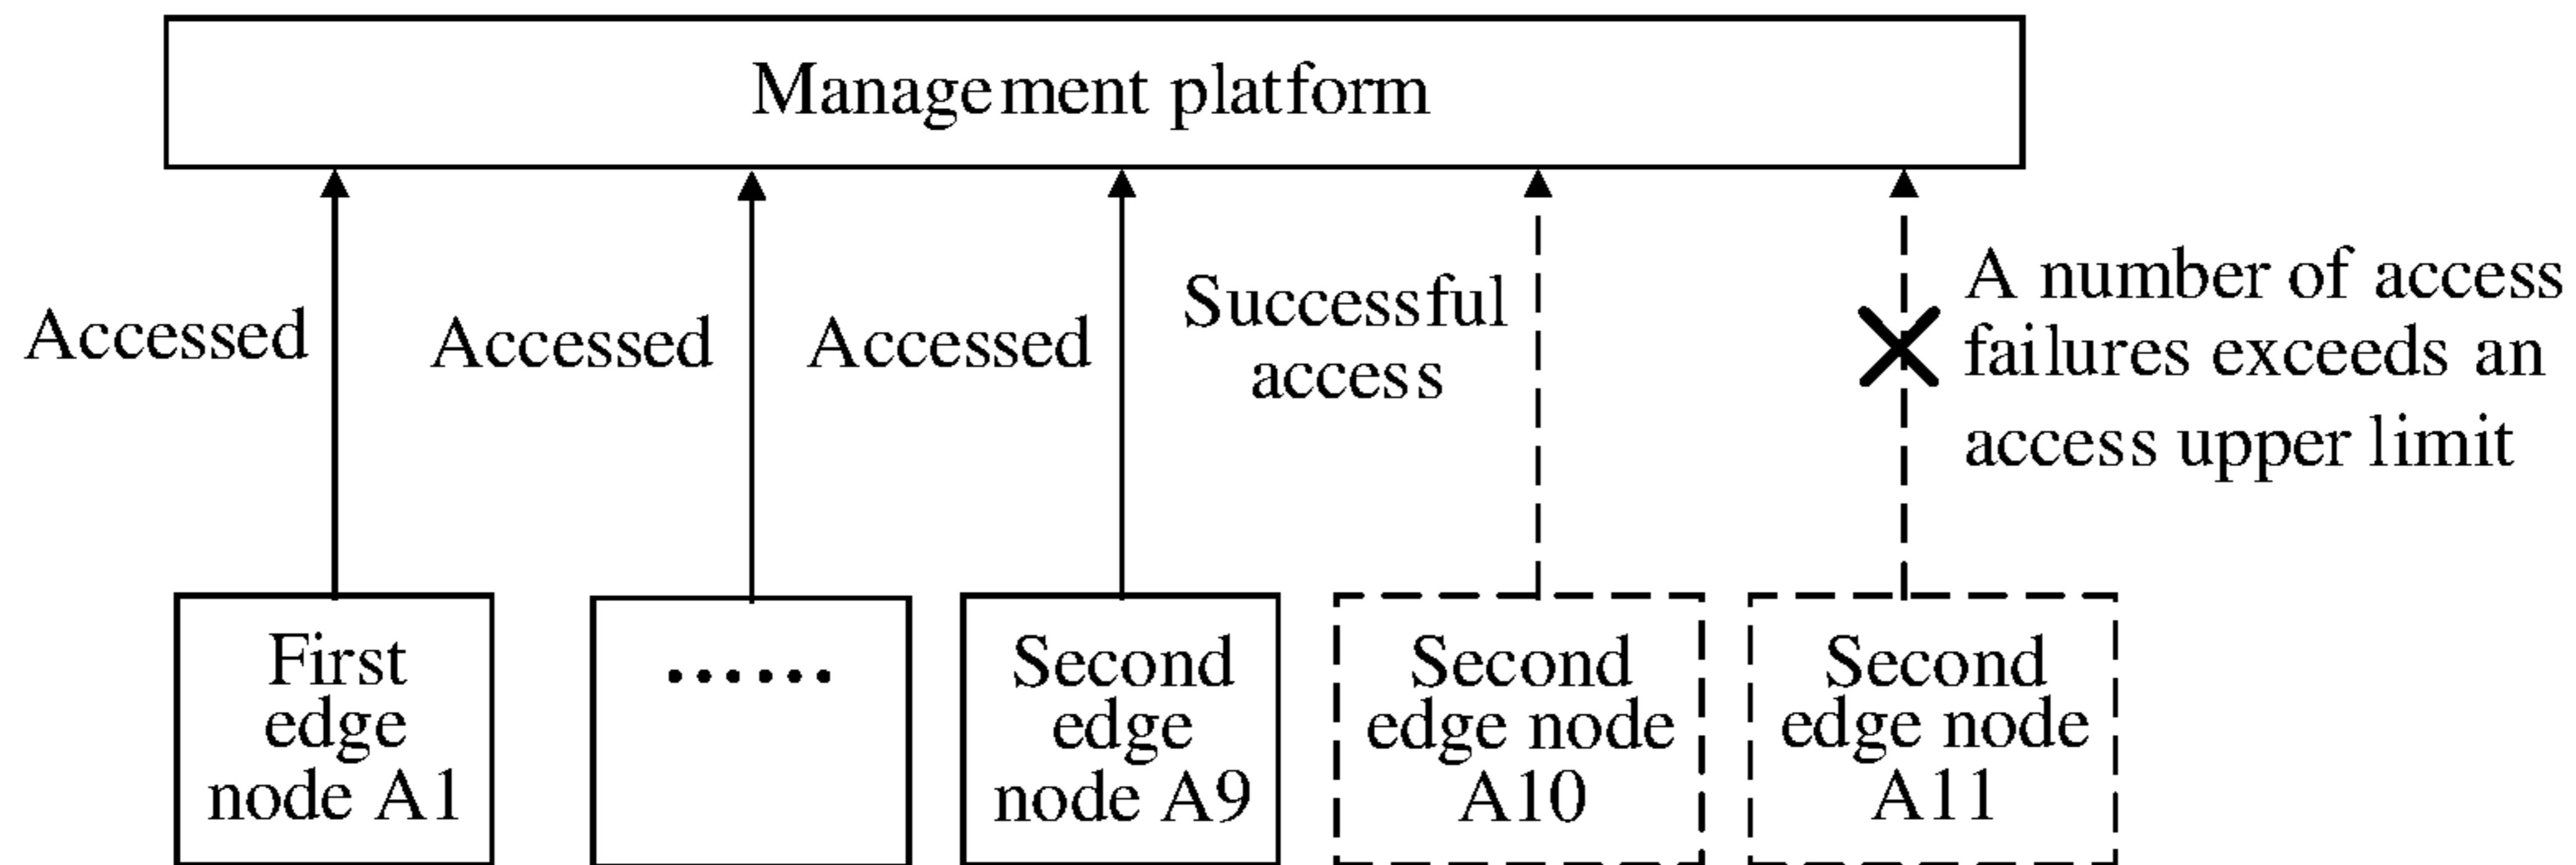 Management platform
Accessed
Accessed
Accessed
Successful
access
A number of access
failures exceeds an
access upper limit
First
edge
node A1
......
Second
edge
node A9
Second
edge node
A10
Second
edge node
A11